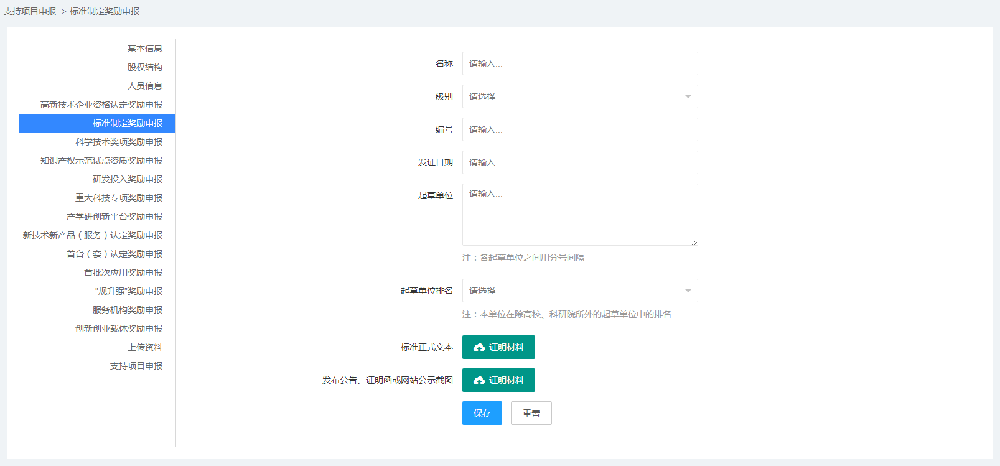 支持项目申报 > 标准制定奖励申报
基本信息
股权结构
人员信息
高新技术企业资格认定奖励申报
标准制定奖励申报
科学技术奖项奖励申报
知识产权示范试点资质奖励申报
研发投入奖励申报
重大科技专项奖励申报
产学研创新平台奖励申报
新技术新产品（服务）认定奖励申报
首台（套）认定奖励申报
首批次应用奖励申报
"规升强"奖励申报
服务机构奖励申报
创新创业载体奖励申报
上传资料
支持项目申报
名称 请输入...
级别 请选择
编号 请输入...
发证日期 请输入...
起草单位 请输入...
注：各起草单位之间用分号间隔
起草单位排名 请选择
注：本单位在除高校、科研院所外的起草单位中的排名
标准正式文本 证明材料
发布公告、证明函或网站公示截图 证明材料
保存 重置